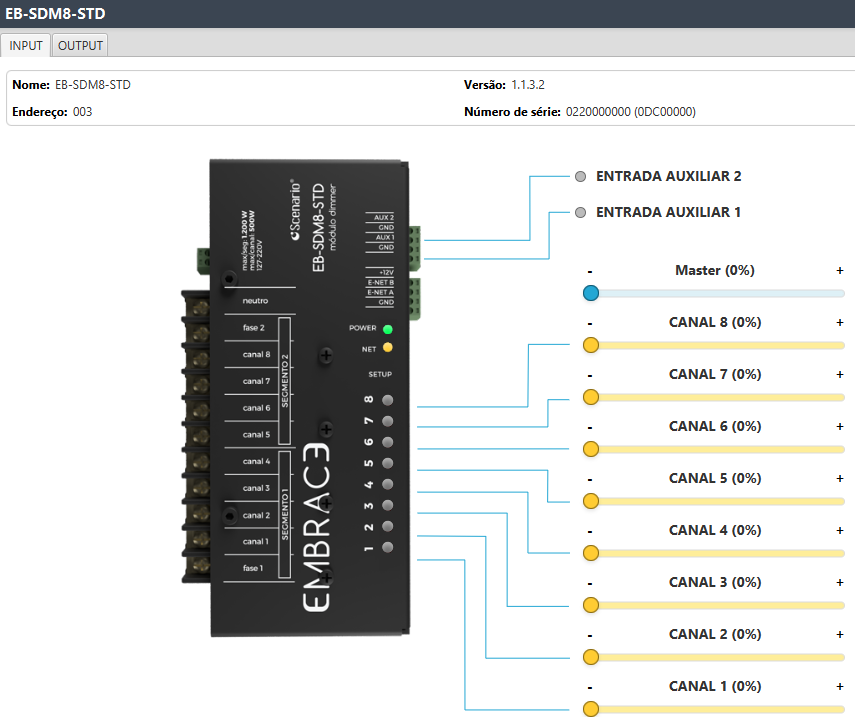 EB-SDM8-STD
INPUT OUTPUT
Nome: EB-SDM8-STD
Versão: 1.1.3.2
Endereço: 003
Número de série: 0220000000 (0DC00000)
max/seg: 1.200 W
max/canal: 500W
127-220V
Scenario®
EB-SDM8-STD
módulo dimmer
AUX 2
GND
AUX 1
GND
+12V
E-NET B
E-NET A
GND
neutro
fase 2
canal 8
canal 7
canal 6
canal 5
SEGMENTO 2
canal 4
canal 3
canal 2
canal 1
fase 1
SEGMENTO 1
POWER
NET
SETUP
8
7
6
5
4
3
2
1
EMBRAC3
ENTRADA AUXILIAR 2
ENTRADA AUXILIAR 1
- Master (0%) +
- CANAL 8 (0%) +
- CANAL 7 (0%) +
- CANAL 6 (0%) +
- CANAL 5 (0%) +
- CANAL 4 (0%) +
- CANAL 3 (0%) +
- CANAL 2 (0%) +
- CANAL 1 (0%) +